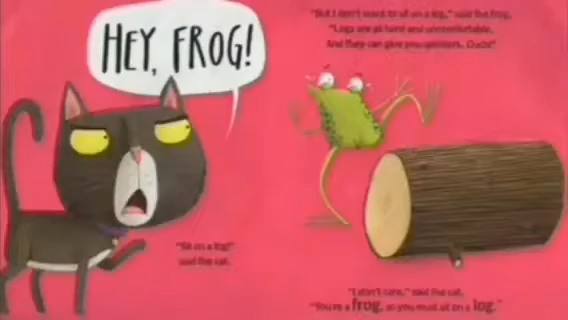 HEY, FROG!
"Sit on a log!"
said the cat.
"But I don't want to sit on a log," said the frog.
"Logs are all hard and uncomfortable.
And they can give you splinters. Ouch!"
"I don't care," said the cat.
"You're a frog, so you must sit on a log."